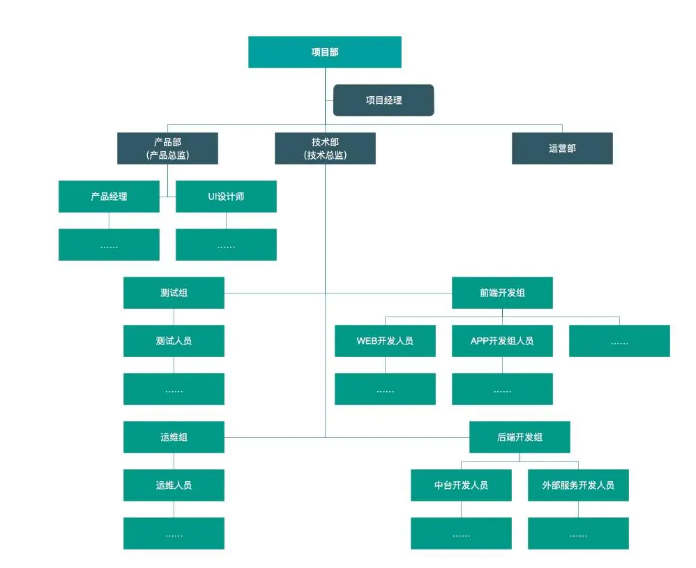 项目部
项目经理
产品部
(产品总监)
技术部
(技术总监)
运营部
产品经理
UI设计师
……
……
测试组
前端开发组
测试人员
WEB开发人员
APP开发组人员
……
……
……
……
运维组
后端开发组
运维人员
中台开发人员
外部服务开发人员
……
……
……